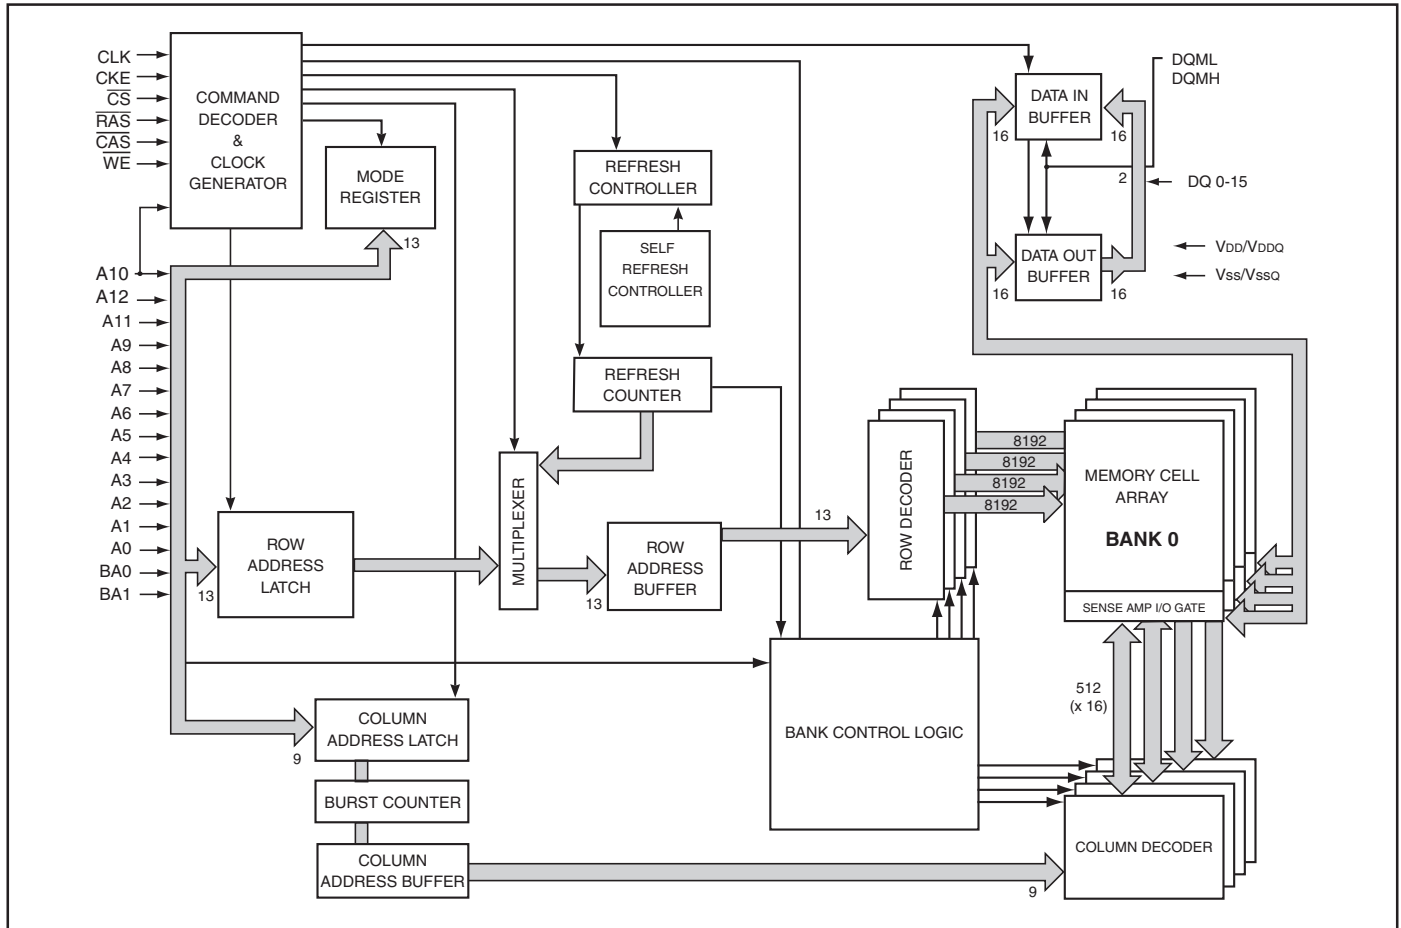 CLK
CKE
CS
RAS
CAS
WE
COMMAND
DECODER
&
CLOCK
GENERATOR
MODE
REGISTER
13
REFRESH
CONTROLLER
SELF
REFRESH
CONTROLLER
REFRESH
COUNTER
DATA IN
BUFFER
16
16
DQML
DQMH
2
DQ 0-15
DATA OUT
BUFFER
16
16
VDD/VDDQ
Vss/VssQ
A10
A12
A11
A9
A8
A7
A6
A5
A4
A3
A2
A1
A0
BA0
BA1
13
ROW
ADDRESS
LATCH
MULTIPLEXER
13
ROW
ADDRESS
BUFFER
13
ROW DECODER
8192
8192
8192
8192
MEMORY CELL
ARRAY
BANK 0
SENSE AMP I/O GATE
512
(x 16)
BANK CONTROL LOGIC
9
COLUMN
ADDRESS LATCH
BURST COUNTER
COLUMN
ADDRESS BUFFER
9
COLUMN DECODER